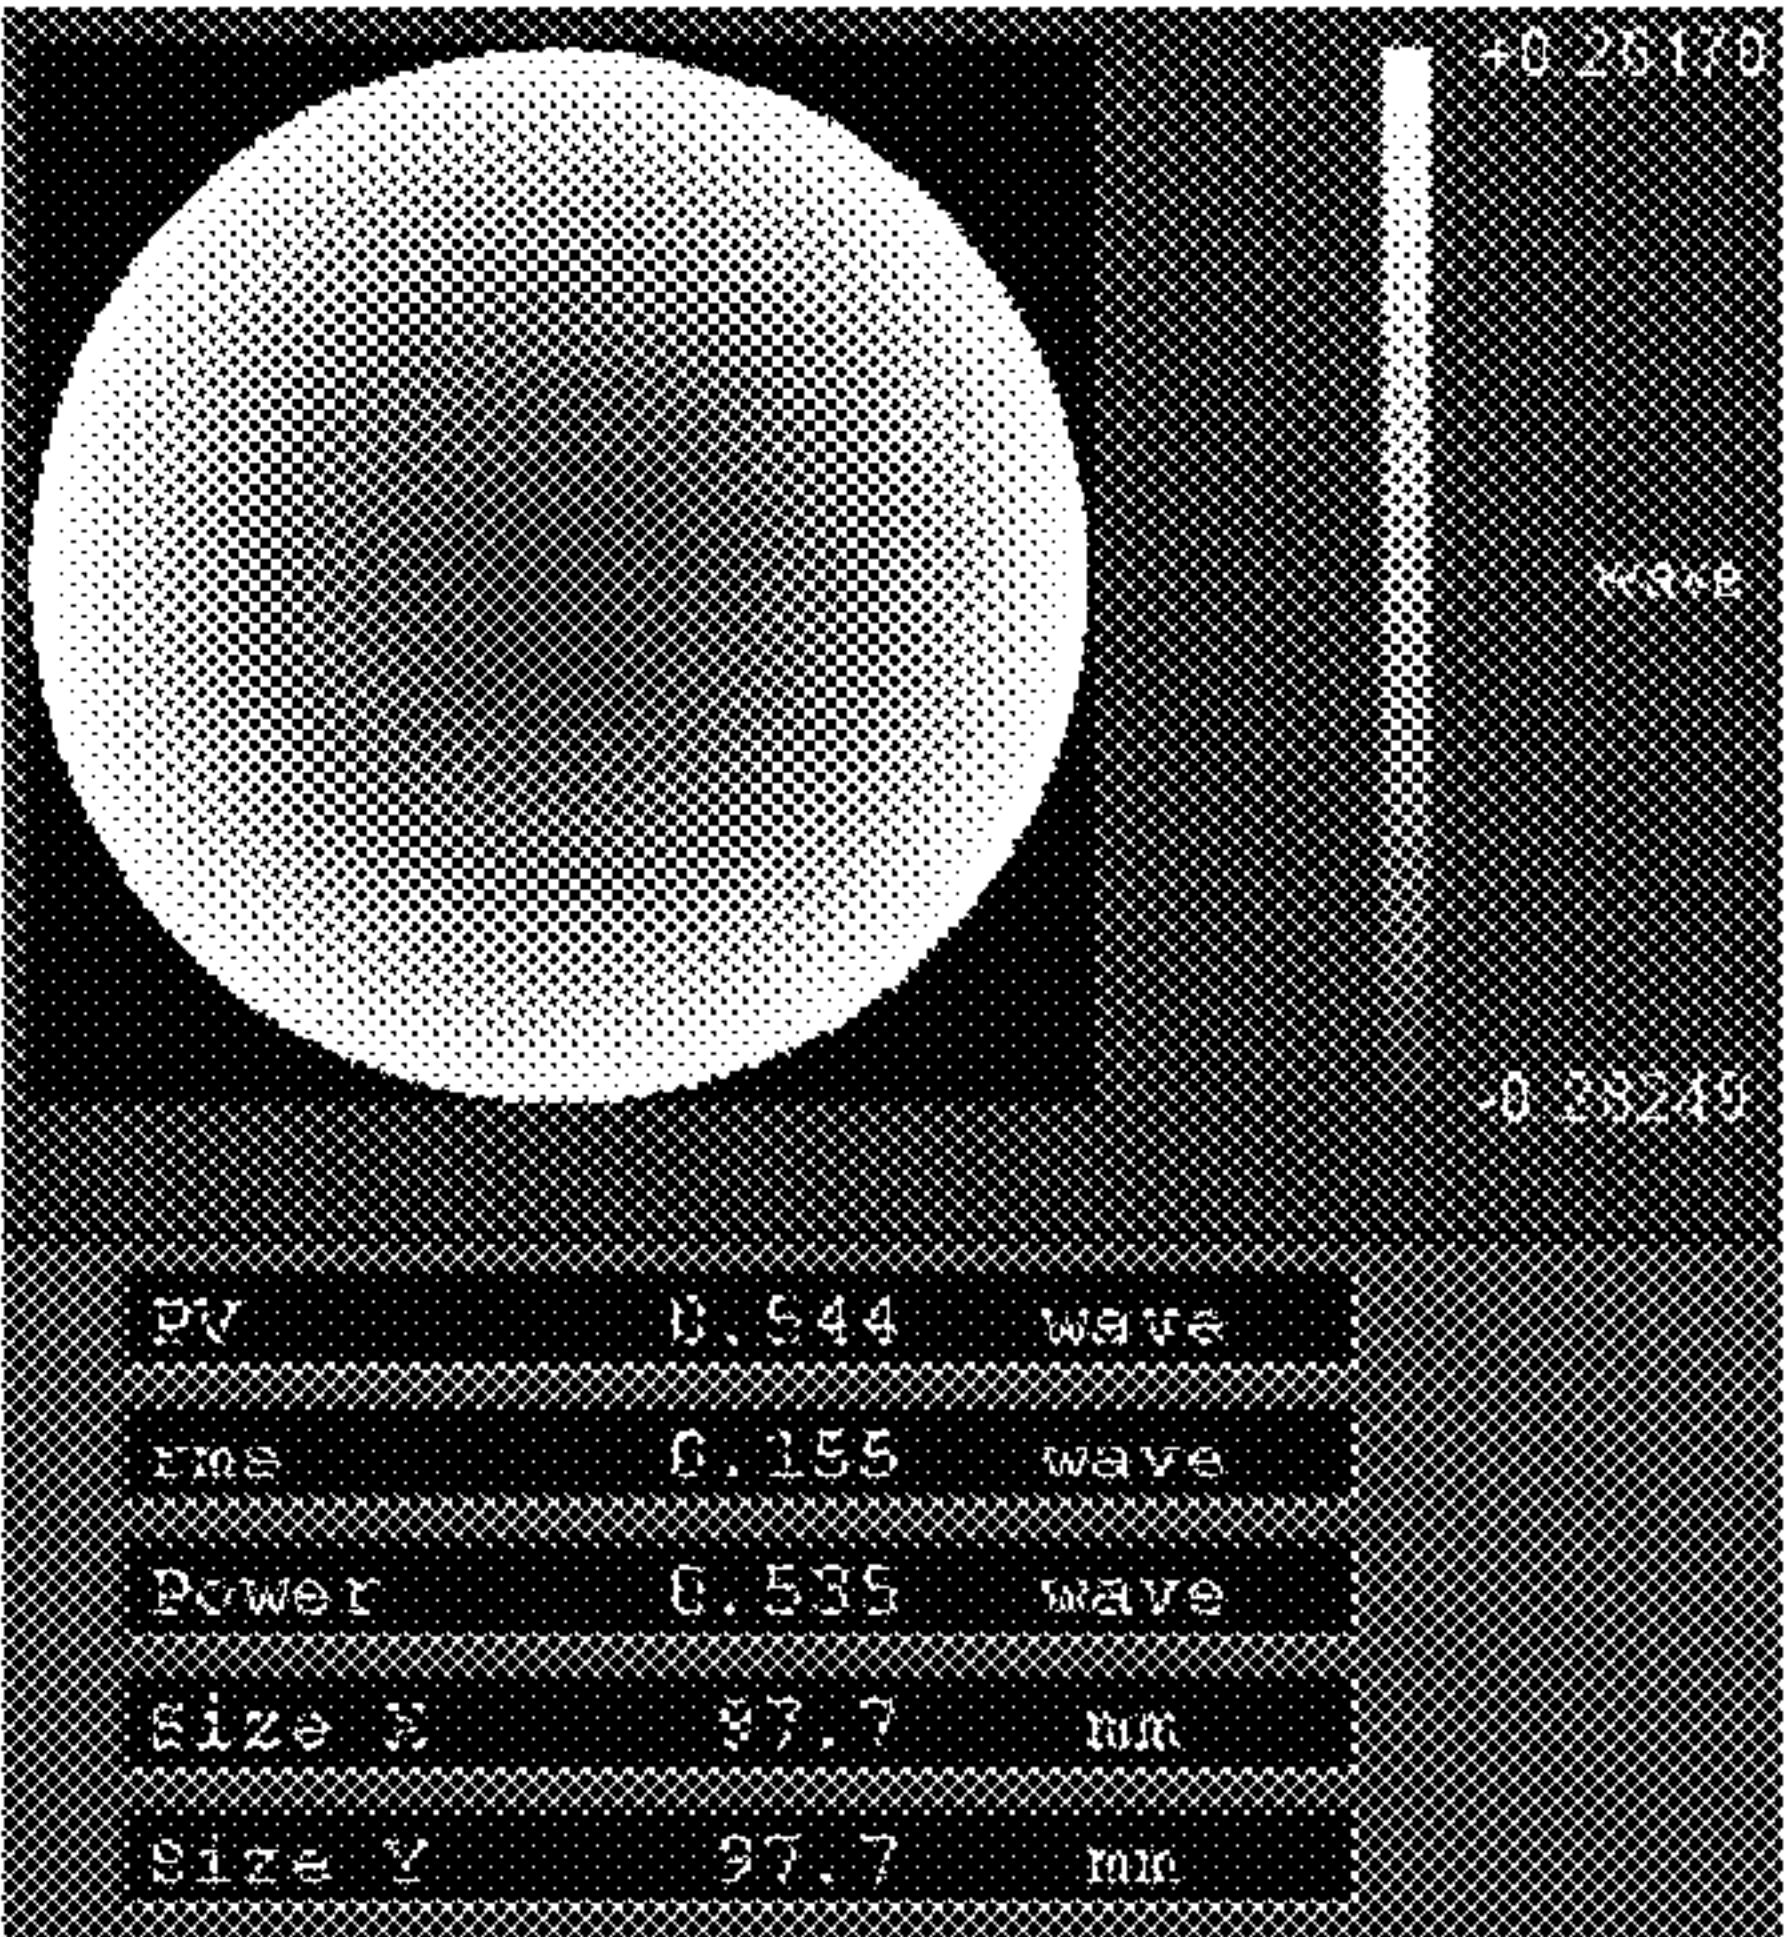 +0.26170
wave
-0.28249
PV 0.544 wave
rms 0.155 wave
Power 0.535 wave
Size X 97.7 mm
Size Y 97.7 mm